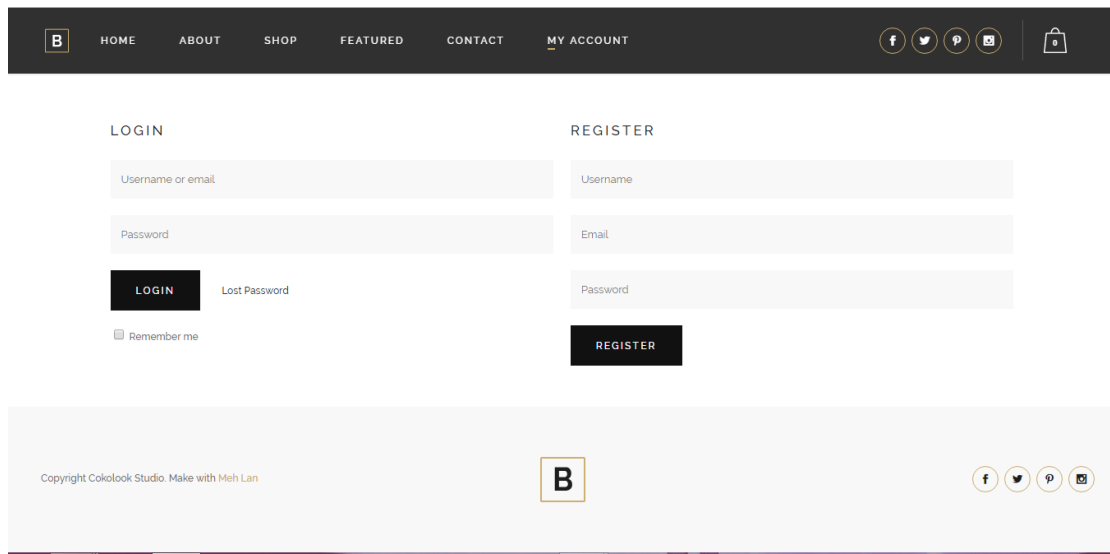 B HOME ABOUT SHOP FEATURED CONTACT MY ACCOUNT 0
LOGIN
Username or email
Password
LOGIN Lost Password
Remember me
REGISTER
Username
Email
Password
REGISTER
Copyright Cokolook Studio. Make with Meh Lan
B